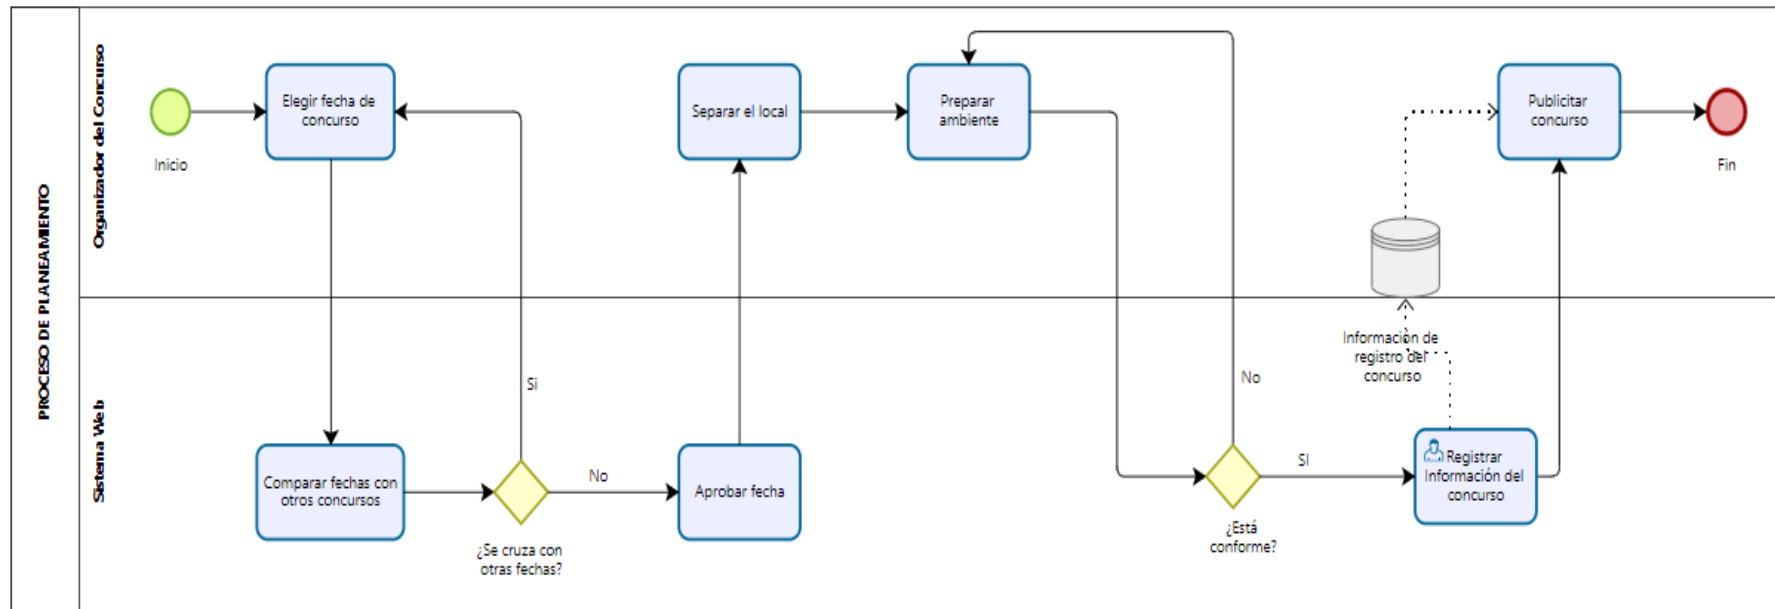 PROCESO DE PLANEAMIENTO
Organizador del Concurso
Inicio
Elegir fecha de
concurso
Separar el local
Preparar
ambiente
Publicitar
concurso
Fin
Sistema Web
Comparar fechas con
otros concursos
Si
¿Se cruza con
otras fechas?
No
Aprobar fecha
No
¿Está
conforme?
SI
Información de
registro del
concurso
Registrar
Información del
concurso